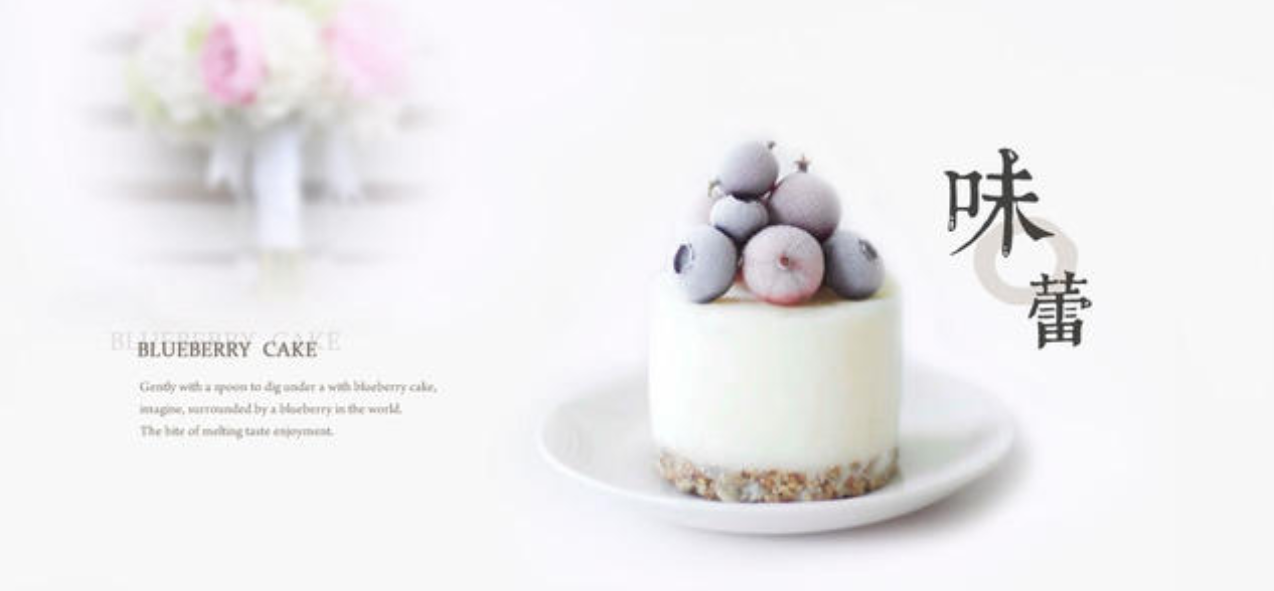 BLUEBERRY CAKE
BLUEBERRY CAKE
Gently with a spoon to dig under a with blueberry cake,
imagine, surrounded by a blueberry in the world.
The bite of melting taste enjoyment.
味
蕾